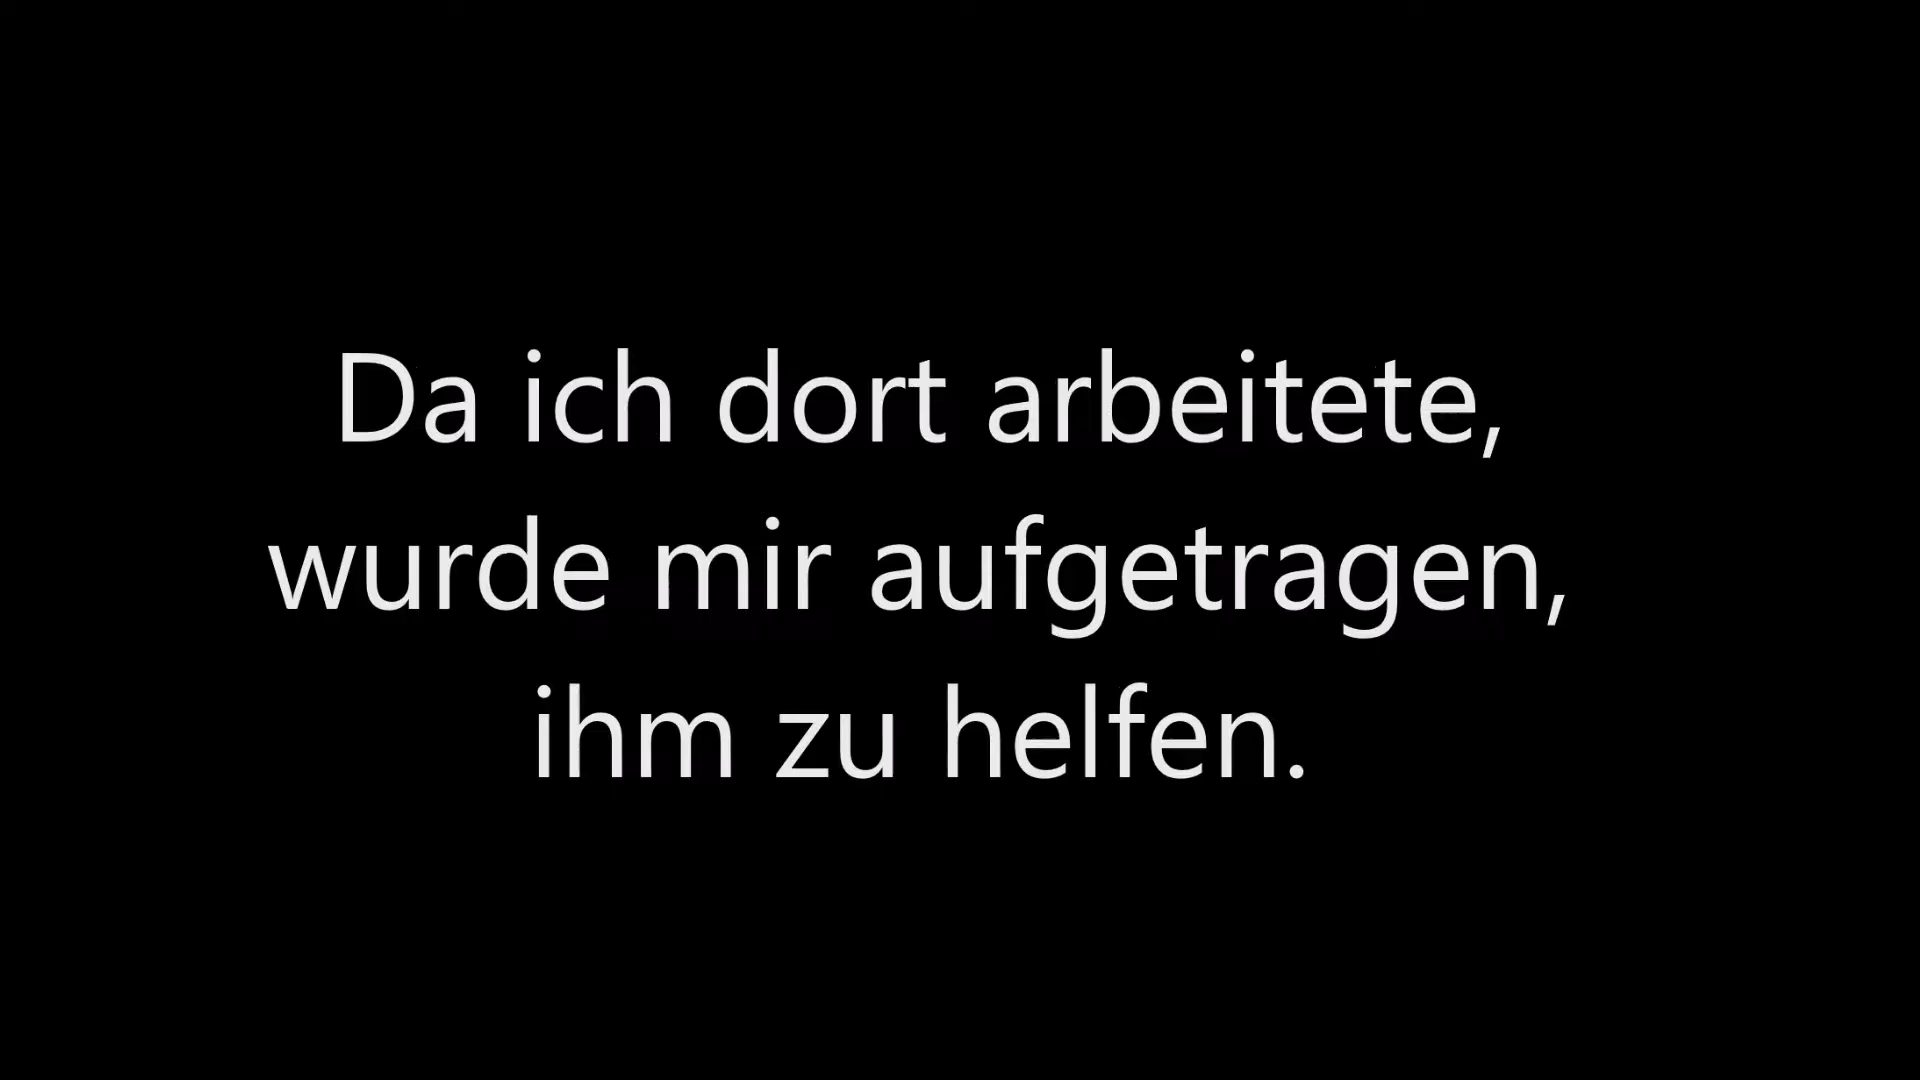 Da ich dort arbeitete,
wurde mir aufgetragen,
ihm zu helfen.